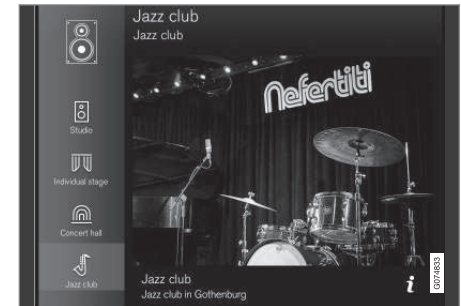 Jazz club
Jazz club
Nefertiti
Studio
Individual stage
Concert hall
Jazz club
Jazz club
Jazz club in Gothenburg
i
G074833